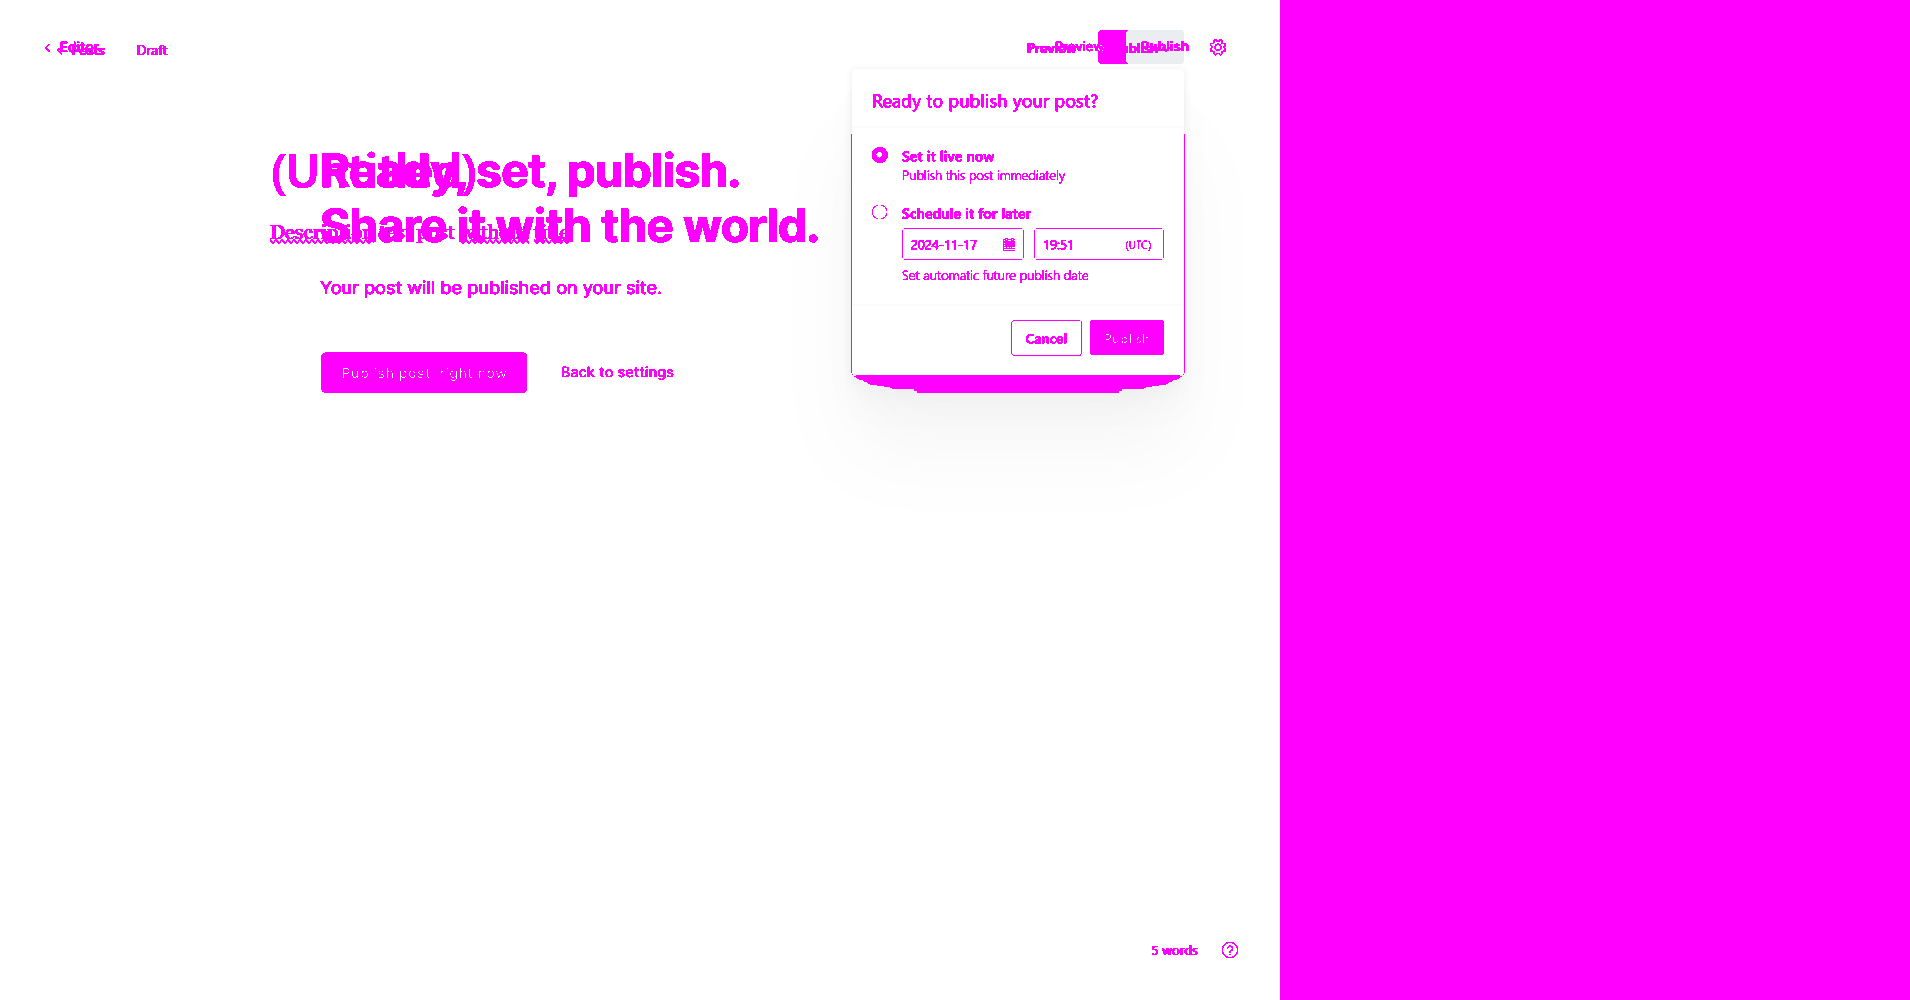 Editor
Posts
Draft
Preview
Preview
Publish
Ready to publish your post?
(Untitled)
Ready, set, publish.
Share it with the world.
Set it live now
Publish this post immediately
Schedule it for later
2024-11-17
19:51
(UTC)
Set automatic future publish date
Your post will be published on your site.
Cancel
Publish
Publish post, right now
Back to settings
5 words